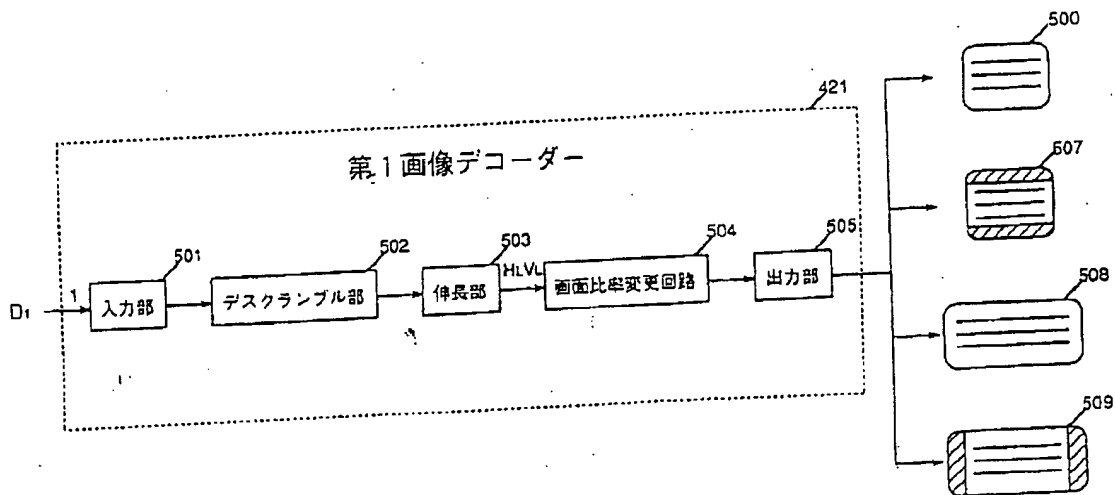 500
421
第1画像デコーダー
507
501
502
503
504
505
D1
1
入力部
デスクランブル部
伸長部
HLVL
画面比率変更回路
出力部
508
509